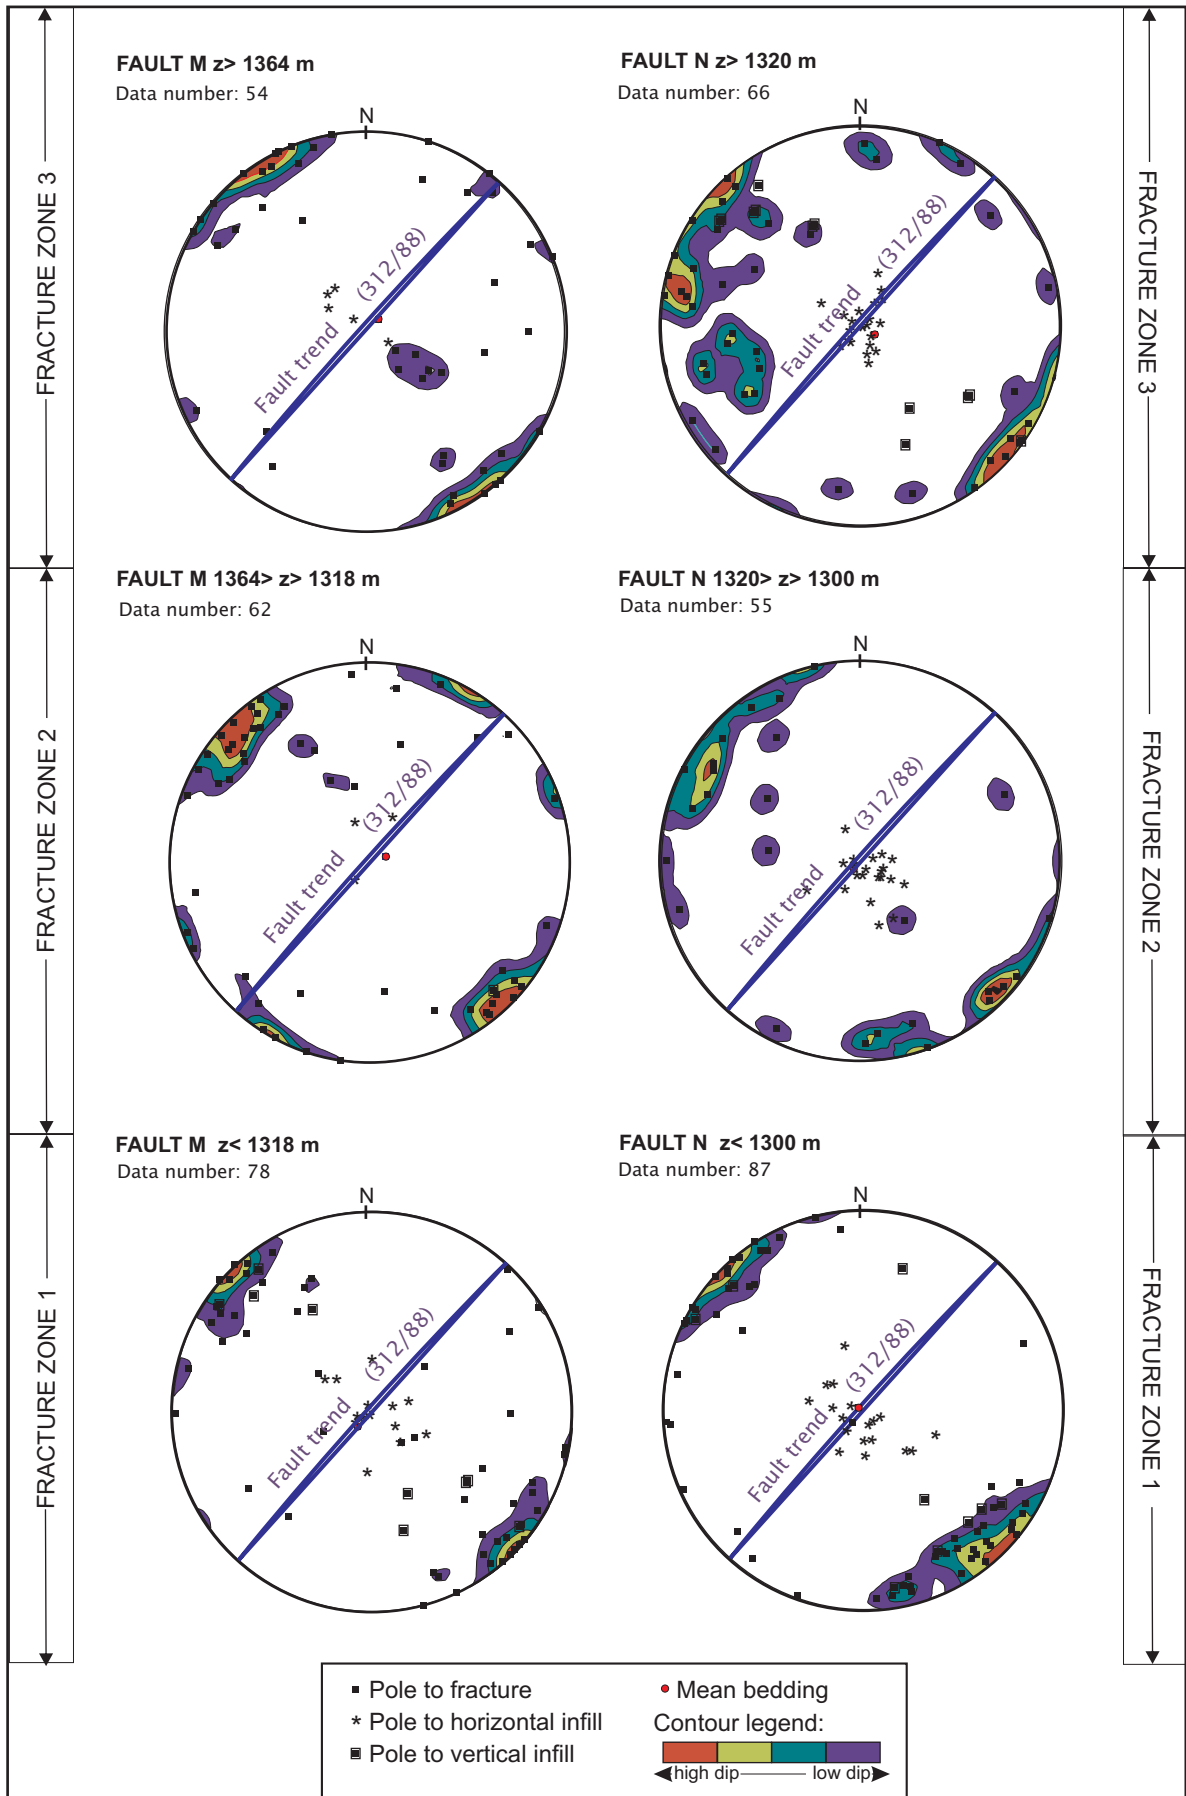 FRACTURE ZONE 3
FAULT M z> 1364 m
Data number: 54
N
Fault trend (312/88)
FAULT N z> 1320 m
Data number: 66
N
Fault trend (312/88)
FRACTURE ZONE 3
FRACTURE ZONE 2
FAULT M 1364> z> 1318 m
Data number: 62
N
Fault trend (312/88)
FAULT N 1320> z> 1300 m
Data number: 55
N
Fault trend (312/88)
FRACTURE ZONE 2
FRACTURE ZONE 1
FAULT M z< 1318 m
Data number: 78
N
Fault trend (312/88)
FAULT N z< 1300 m
Data number: 87
N
Fault trend (312/88)
FRACTURE ZONE 1
Pole to fracture
Pole to horizontal infill
Pole to vertical infill
Mean bedding
Contour legend:
high dip low dip